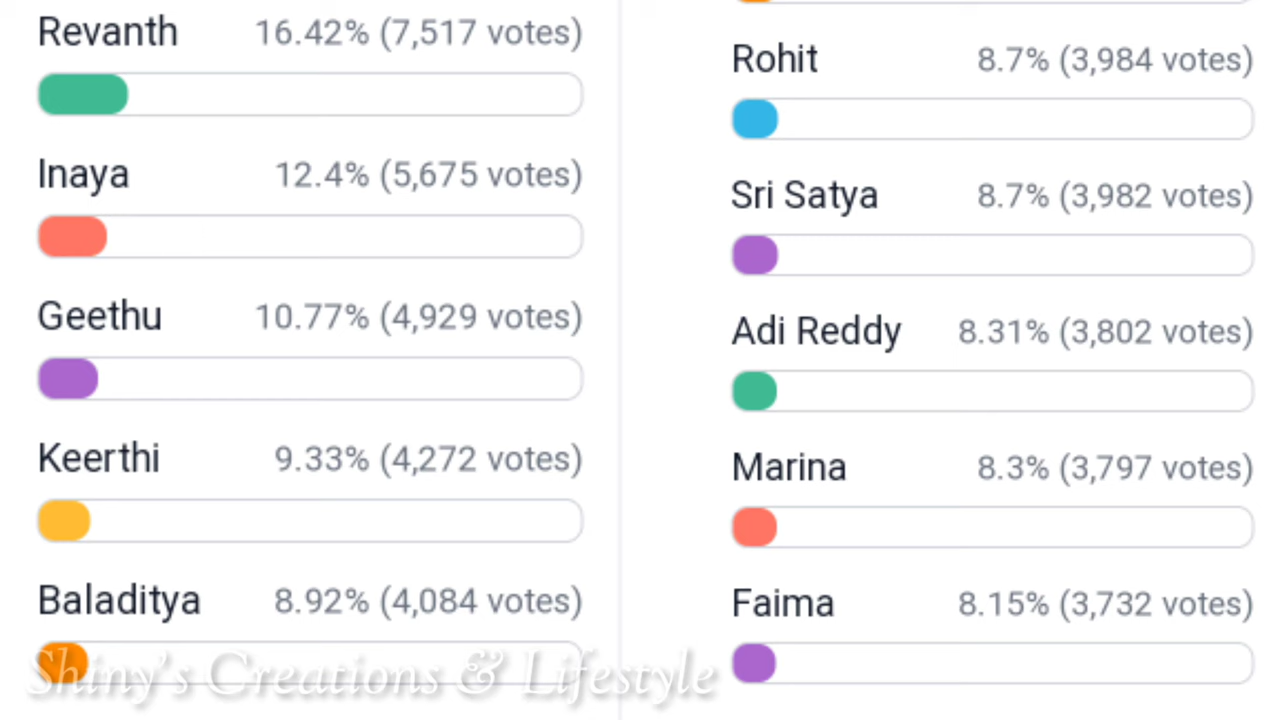 Revanth 16.42% (7,517 votes)
Inaya 12.4% (5,675 votes)
Geethu 10.77% (4,929 votes)
Keerthi 9.33% (4,272 votes)
Baladitya 8.92% (4,084 votes)
Rohit 8.7% (3,984 votes)
Sri Satya 8.7% (3,982 votes)
Adi Reddy 8.31% (3,802 votes)
Marina 8.3% (3,797 votes)
Faima 8.15% (3,732 votes)
Shiny's Creations & Lifestyle